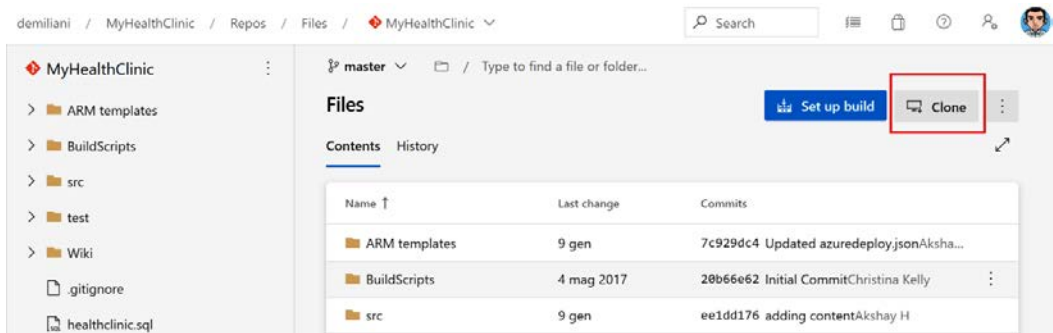 demiliani / MyHealthClinic / Repos / Files / MyHealthClinic
Search
MyHealthClinic
ARM templates
BuildScripts
src
test
Wiki
.gitignore
healthclinic.sql
master / Type to find a file or folder...
Files
Set up build
Clone
Contents History
Name ↑ Last change Commits
ARM templates 9 gen 7c929dc4 Updated azuredeploy.jsonAksha...
BuildScripts 4 mag 2017 20b66e62 Initial CommitChristina Kelly
src 9 gen ee1dd176 adding contentAkshay H